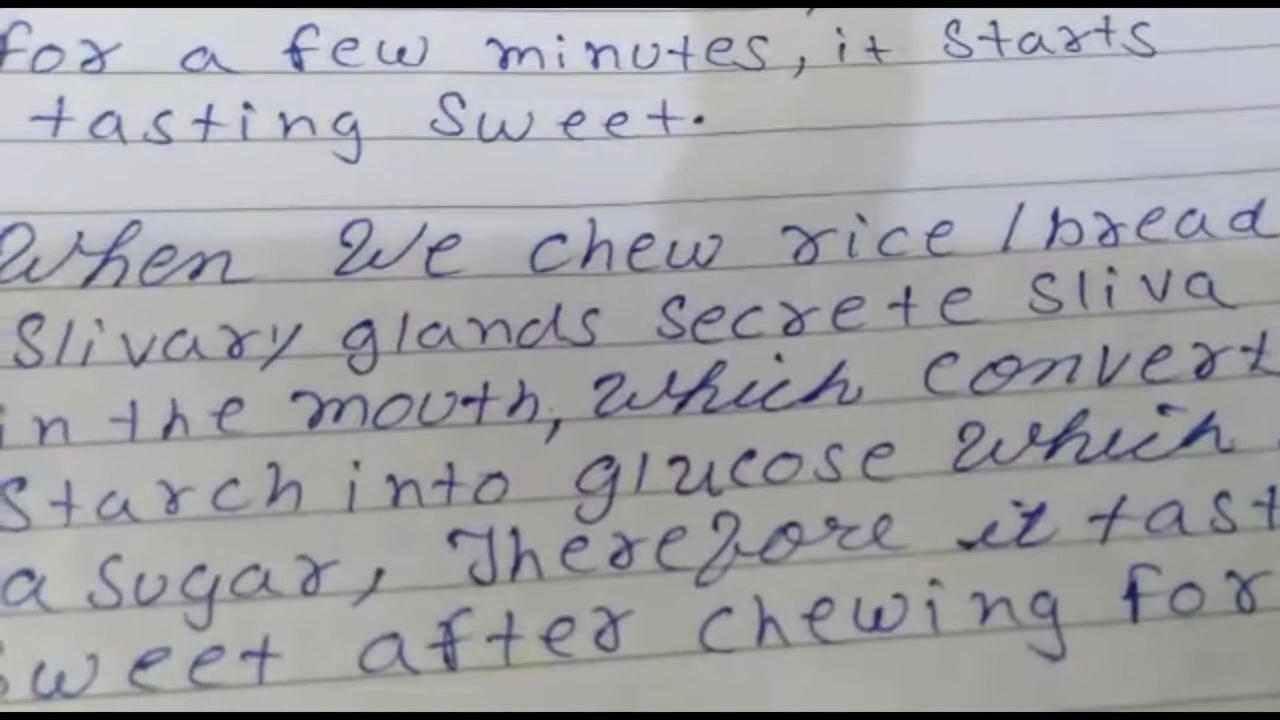 for a few minutes, it starts
tasting Sweet.
When We chew rice / bread
Slivary glands secrete sliva
in the mouth, which convert
Starch into glucose which
a sugar, Therefore it tast
sweet after chewing for